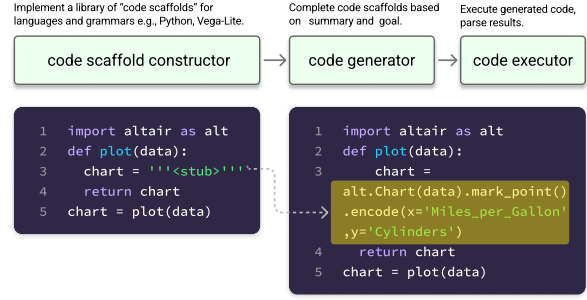 Implement a library of “code scaffolds” for
languages and grammars e.g., Python, Vega-Lite.
Complete code scaffolds based
on summary and goal.
Execute generated code,
parse results.
code scaffold constructor
code generator
code executor
1 import altair as alt
2 def plot(data):
3 chart = '''<stub>'''
4 return chart
5 chart = plot(data)
1 import altair as alt
2 def plot(data):
3 chart =
alt.Chart(data).mark_point()
.encode(x='Miles_per_Gallon'
,y='Cylinders')
4 return chart
5 chart = plot(data)